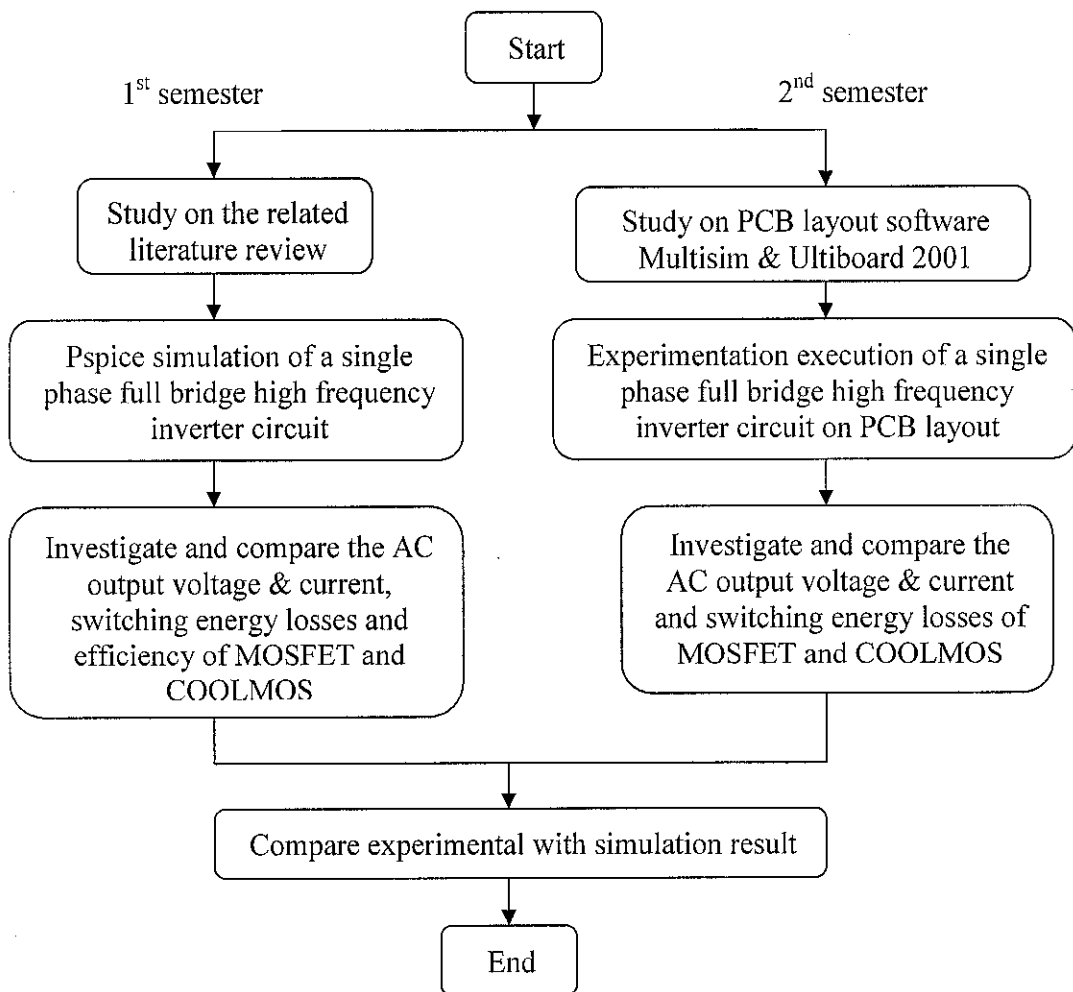 Start
1st semester
2nd semester
Study on the related
literature review
Study on PCB layout software
Multisim & Ultiboard 2001
Pspice simulation of a single
phase full bridge high frequency
inverter circuit
Experimentation execution of a single
phase full bridge high frequency
inverter circuit on PCB layout
Investigate and compare the AC
output voltage & current,
switching energy losses and
efficiency of MOSFET and
COOLMOS
Investigate and compare the
AC output voltage & current
and switching energy losses of
MOSFET and COOLMOS
Compare experimental with simulation result
End